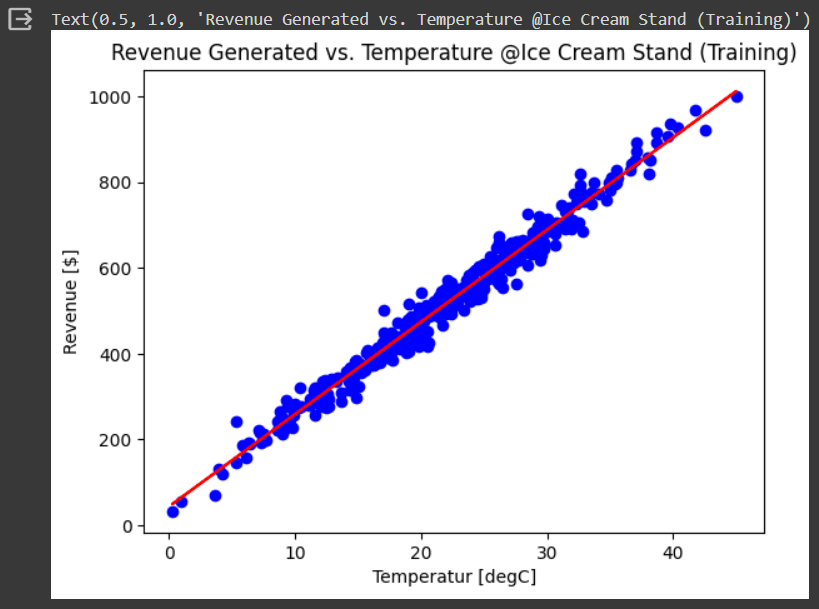 Text(0.5, 1.0, 'Revenue Generated vs. Temperature @Ice Cream Stand (Training)')
Revenue Generated vs. Temperature @Ice Cream Stand (Training)
1000
800
600
400
200
0
Revenue [$]
0 10 20 30 40
Temperatur [degC]